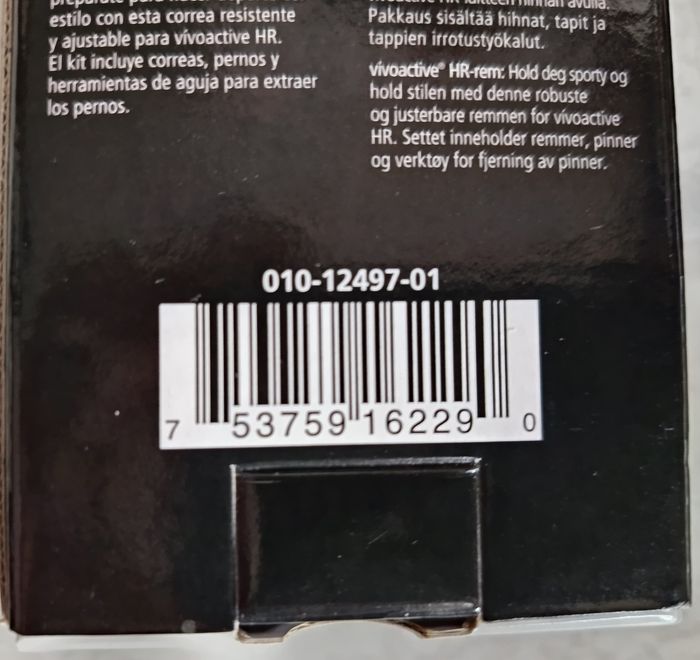 estilo con esta correa resistente
y ajustable para vívoactive HR.
El kit incluye correas, pernos y
herramientas de aguja para extraer
los pernos.
Pakkaus sisältää hihnat, tapit ja
tappien irrotustyökalut.
vívoactive® HR-rem: Hold deg sporty og
hold stilen med denne robuste
og justerbare remmen for vívoactive
HR. Settet inneholder remmer, pinner
og verktøy for fjerning av pinner.
010-12497-01
7 53759 16229 0